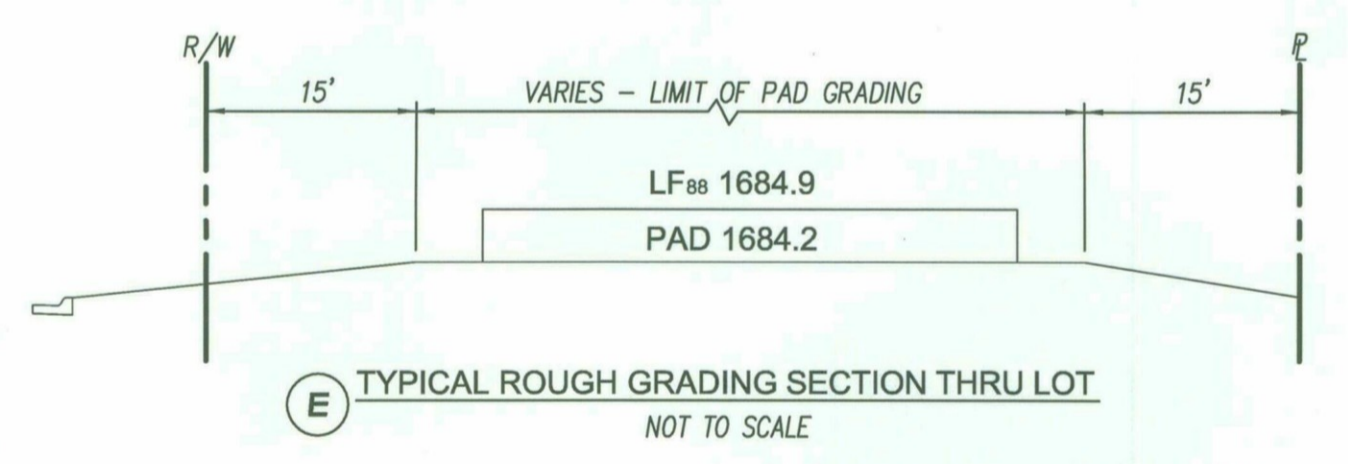 R/W
15'
VARIES – LIMIT OF PAD GRADING
15'
LF88 1684.9
PAD 1684.2
E
TYPICAL ROUGH GRADING SECTION THRU LOT
NOT TO SCALE